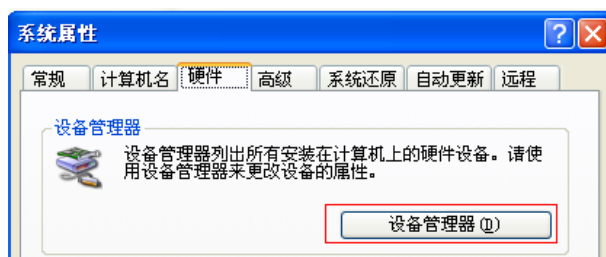 系统属性
常规 计算机名 硬件 高级 系统还原 自动更新 远程
设备管理器
设备管理器列出所有安装在计算机上的硬件设备。请使
用设备管理器来更改设备的属性。
设备管理器(D)